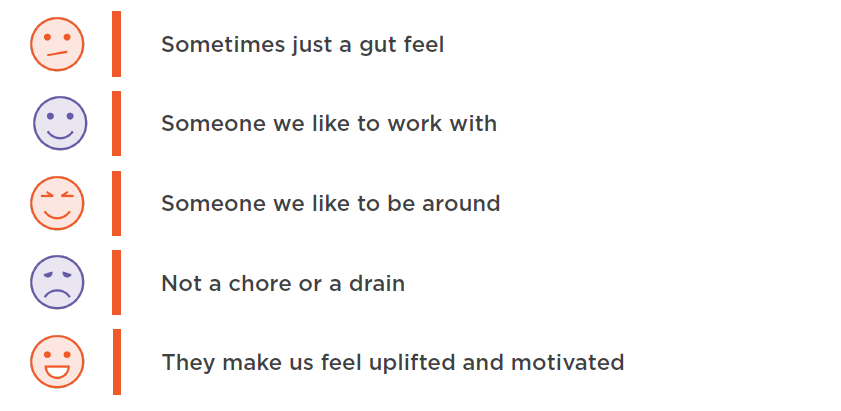 Sometimes just a gut feel
Someone we like to work with
Someone we like to be around
Not a chore or a drain
They make us feel uplifted and motivated